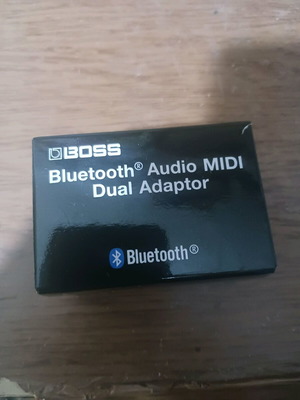 BOSS
Bluetooth® Audio MIDI
Dual Adaptor
Bluetooth®